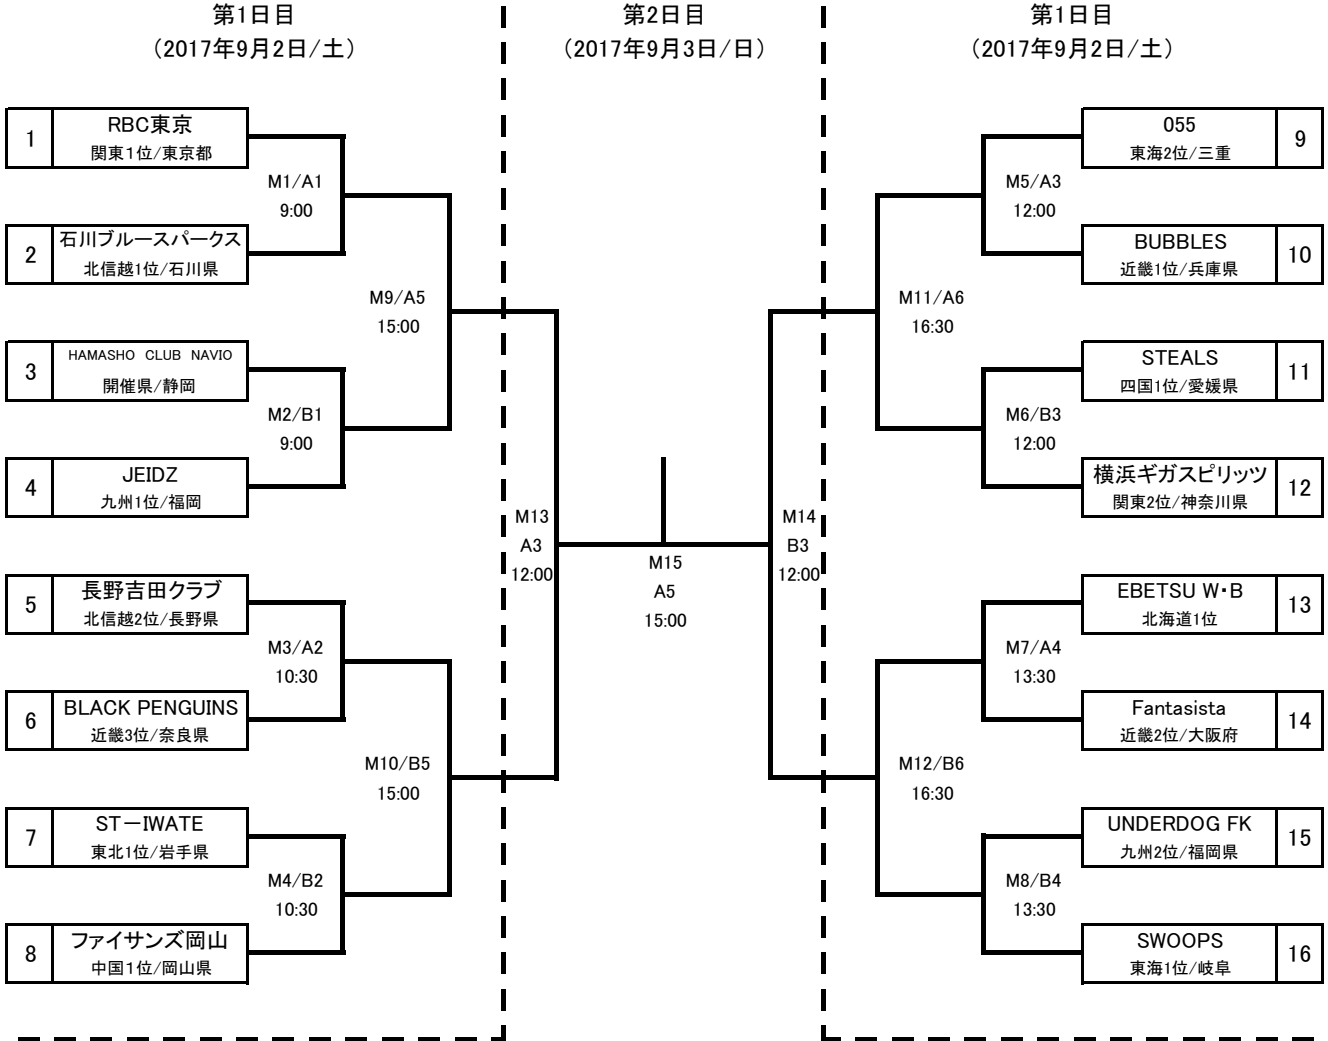 第1日目
（2017年9月2日/土）
第2日目
（2017年9月3日/日）
第1日目
（2017年9月2日/土）
1
RBC東京
関東1位/東京都
M1/A1
9:00
2
石川ブルースパークス
北信越1位/石川県
M9/A5
15:00
3
HAMASHO CLUB NAVIO
開催県/静岡
M2/B1
9:00
4
JEIDZ
九州1位/福岡
M13
A3
12:00
5
長野吉田クラブ
北信越2位/長野県
M3/A2
10:30
6
BLACK PENGUINS
近畿3位/奈良県
M10/B5
15:00
7
ST－IWATE
東北1位/岩手県
M4/B2
10:30
8
ファイサンズ岡山
中国1位/岡山県
M15
A5
15:00
M14
B3
12:00
055
東海2位/三重
9
M5/A3
12:00
BUBBLES
近畿1位/兵庫県
10
M11/A6
16:30
STEALS
四国1位/愛媛県
11
M6/B3
12:00
横浜ギガスピリッツ
関東2位/神奈川県
12
EBETSU W・B
北海道1位
13
M7/A4
13:30
Fantasista
近畿2位/大阪府
14
M12/B6
16:30
UNDERDOG FK
九州2位/福岡県
15
M8/B4
13:30
SWOOPS
東海1位/岐阜
16